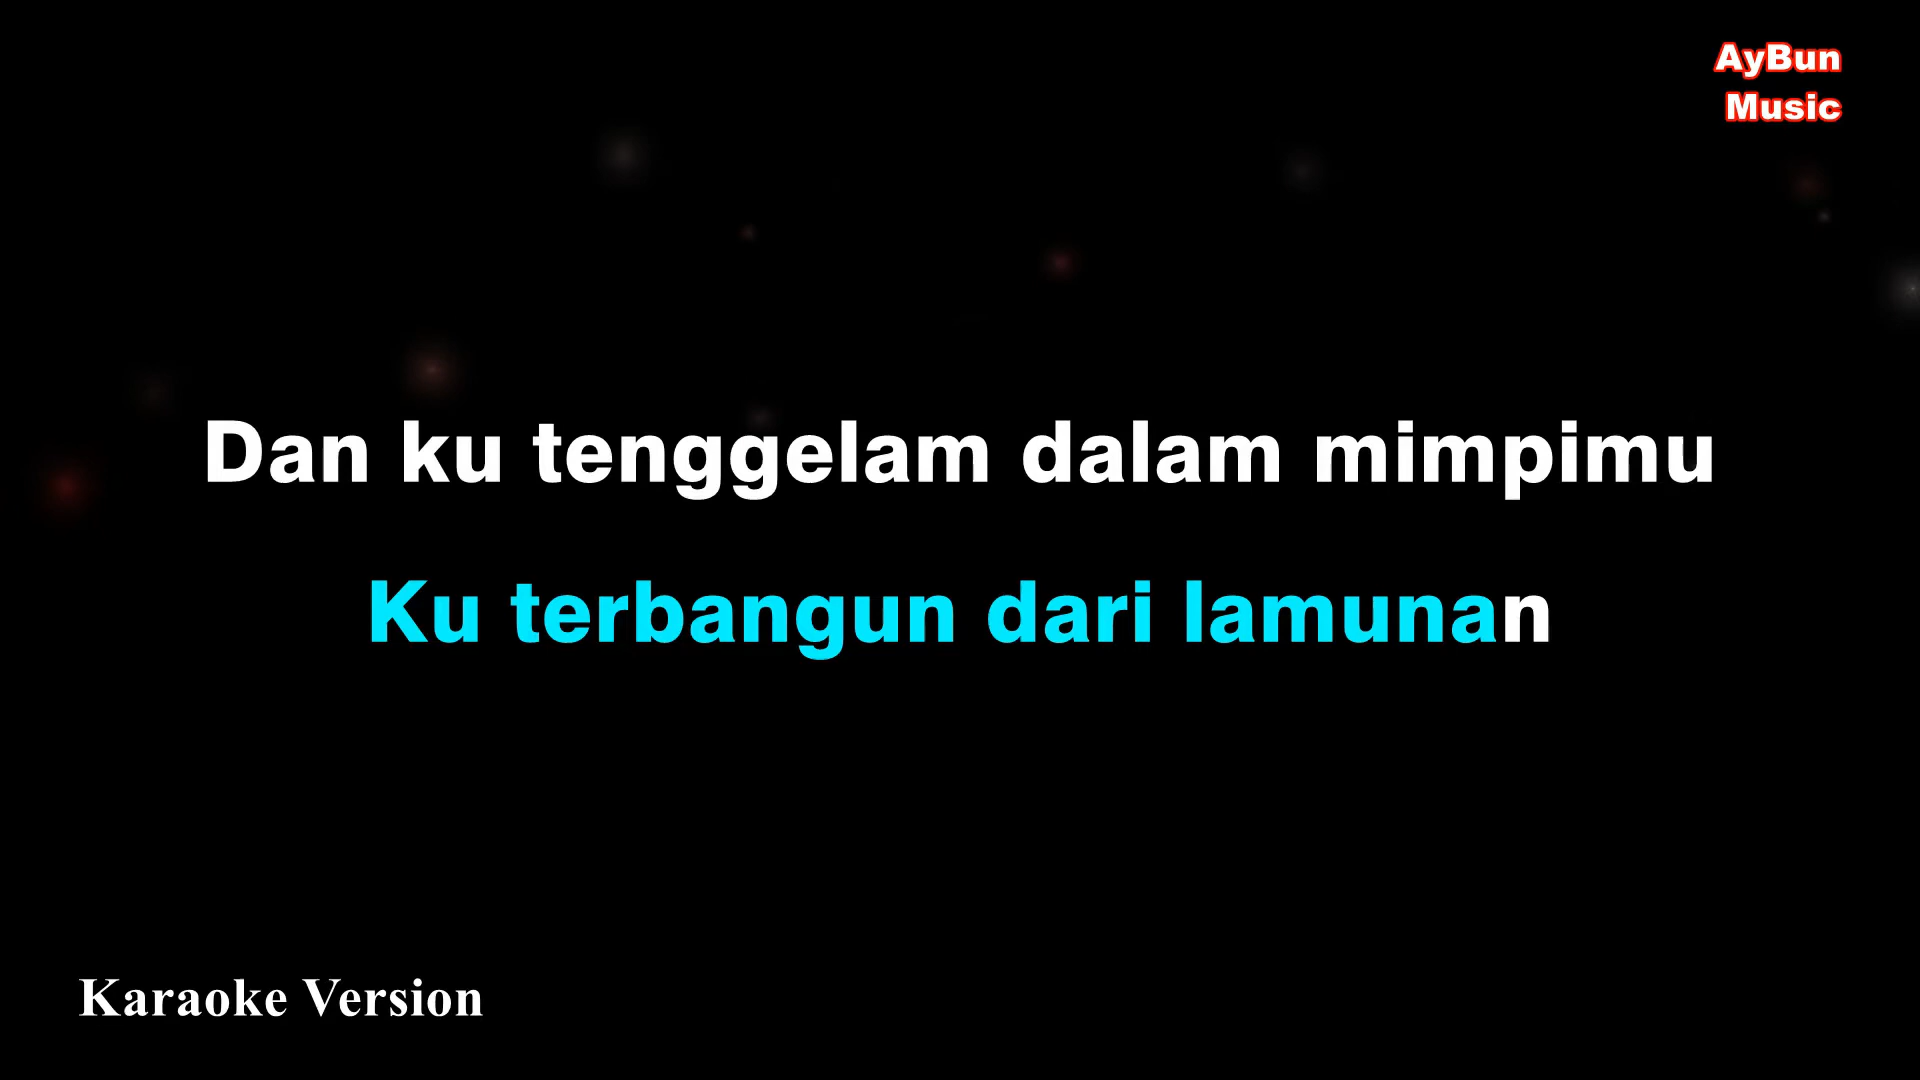 AyBun
Music
Dan ku tenggelam dalam mimpimu
Ku terbangun dari lamunan
Karaoke Version